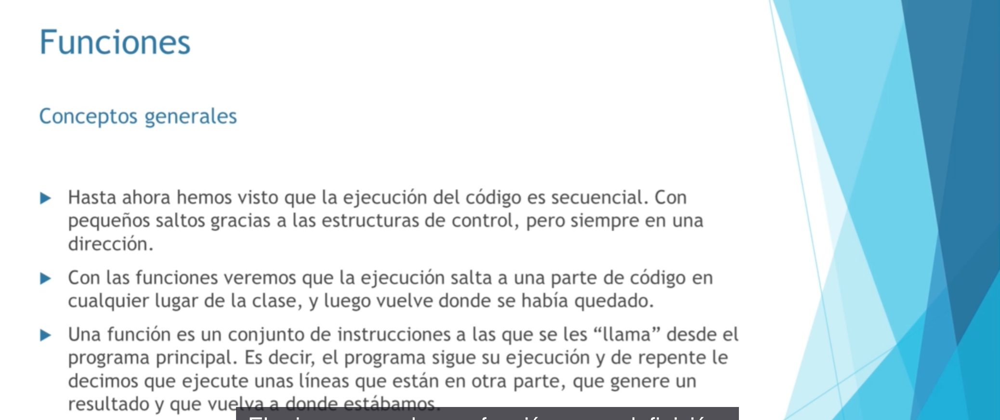 Funciones
Conceptos generales
Hasta ahora hemos visto que la ejecución del código es secuencial. Con
pequeños saltos gracias a las estructuras de control, pero siempre en una
dirección.
Con las funciones veremos que la ejecución salta a una parte de código en
cualquier lugar de la clase, y luego vuelve donde se había quedado.
Una función es un conjunto de instrucciones a las que se les “llama” desde el
programa principal. Es decir, el programa sigue su ejecución y de repente le
decimos que ejecute unas líneas que están en otra parte, que genere un
resultado y que vuelva a donde estábamos.